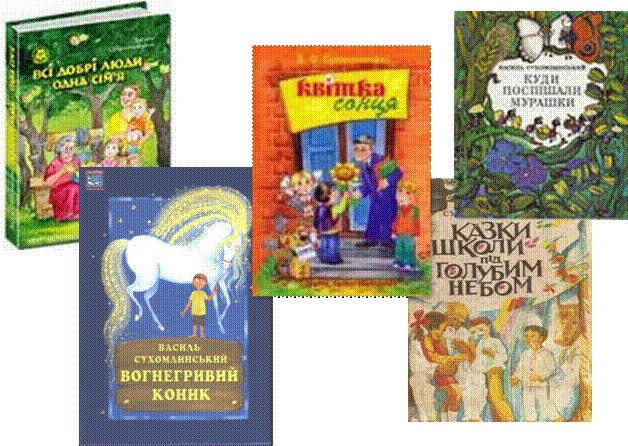 ВСІ ДОБРІ ЛЮДИ
ОДНА СІМ'Я
КВІТКА
СОНЦЯ
ВАСИЛЬ СУХОМЛИНСЬКИЙ
КУДИ
ПОСПІШАЛИ
МУРАШКИ
ВАСИЛЬ
СУХОМЛИНСЬКИЙ
ВОГНЕГРИВИЙ
КОНИК
КАЗКИ
ШКОЛИ
ПІД
ГОЛУБИМ
НЕБОМ